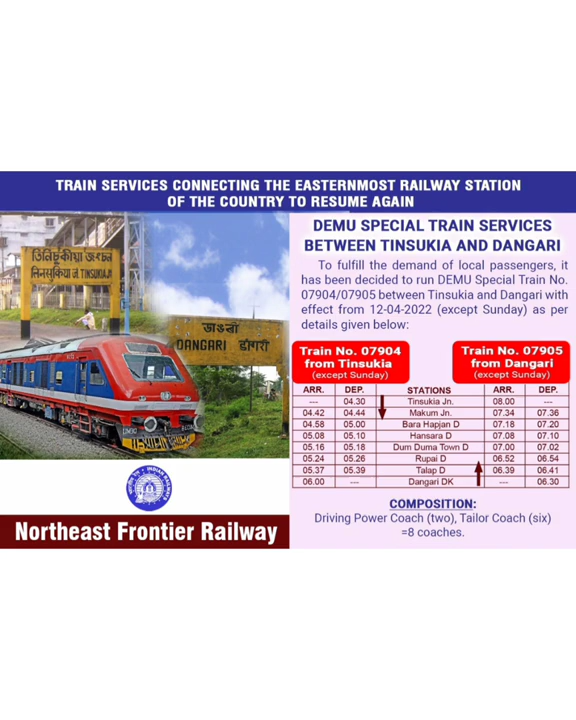 TRAIN SERVICES CONNECTING THE EASTERNMOST RAILWAY STATION
OF THE COUNTRY TO RESUME AGAIN
তিনিচুকীয়া জংচন
तिनसुकिया जं TINSUKIA JN
ডাঙৰী
DANGARI डांगरी
INDIAN RAILWAYS
Northeast Frontier Railway
DEMU SPECIAL TRAIN SERVICES
BETWEEN TINSUKIA AND DANGARI
To fulfill the demand of local passengers, it
has been decided to run DEMU Special Train No.
07904/07905 between Tinsukia and Dangari with
effect from 12-04-2022 (except Sunday) as per
details given below:
Train No. 07904
from Tinsukia
(except Sunday)
Train No. 07905
from Dangari
(except Sunday)
ARR. DEP. STATIONS ARR. DEP.
--- 04.30 Tinsukia Jn. 08.00 ---
04.42 04.44 Makum Jn. 07.34 07.36
04.58 05.00 Bara Hapjan D 07.18 07.20
05.08 05.10 Hansara D 07.08 07.10
05.16 05.18 Dum Duma Town D 07.00 07.02
05.24 05.26 Rupai D 06.52 06.54
05.37 05.39 Talap D 06.39 06.41
06.00 --- Dangari DK --- 06.30
COMPOSITION:
Driving Power Coach (two), Tailor Coach (six)
=8 coaches.